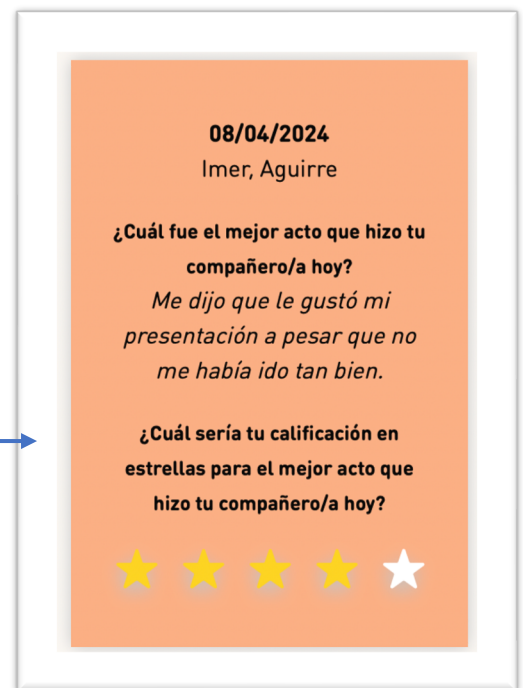 08/04/2024
Imer, Aguirre
¿Cuál fue el mejor acto que hizo tu
compañero/a hoy?
Me dijo que le gustó mi
presentación a pesar que no
me había ido tan bien.
¿Cuál sería tu calificación en
estrellas para el mejor acto que
hizo tu compañero/a hoy?